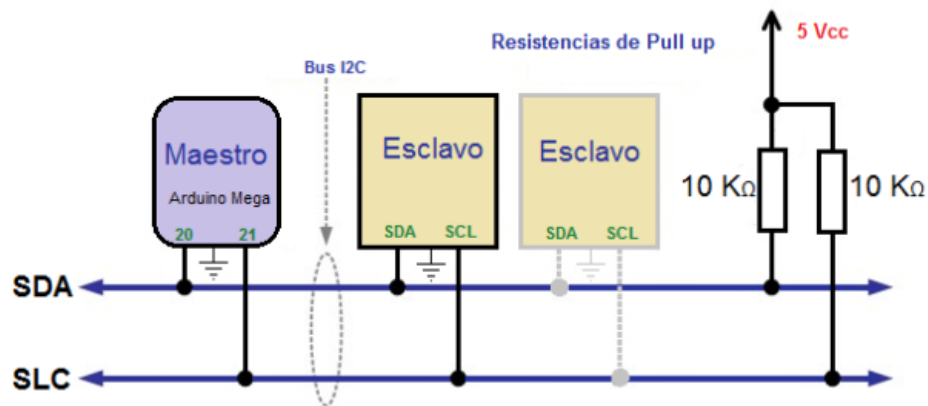 5 Vcc
Resistencias de Pull up
Bus I2C
Maestro
Arduino Mega
20 21
Esclavo
SDA SCL
Esclavo
SDA SCL
10 KΩ
10 KΩ
SDA
SLC